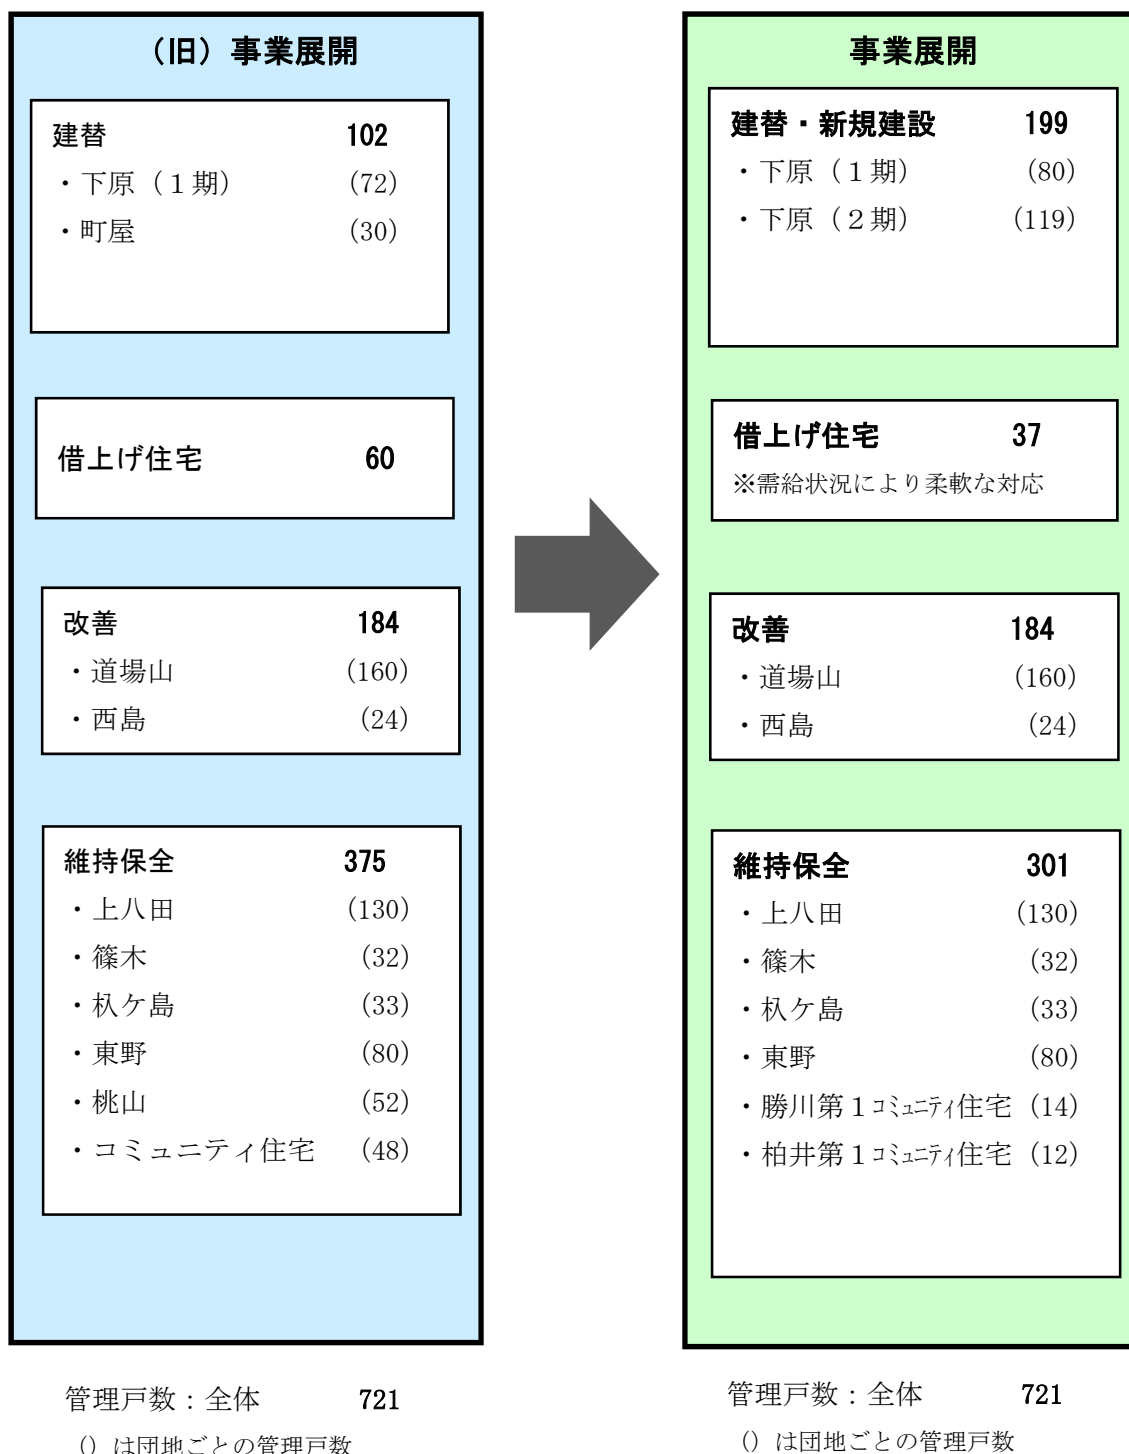 （旧）事業展開
建替 102
・下原（１期） (72)
・町屋 (30)
借上げ住宅 60
改善 184
・道場山 (160)
・西島 (24)
維持保全 375
・上八田 (130)
・篠木 (32)
・杁ケ島 (33)
・東野 (80)
・桃山 (52)
・コミュニティ住宅 (48)
管理戸数：全体 721
() は団地ごとの管理戸数
事業展開
建替・新規建設 199
・下原（１期） (80)
・下原（２期） (119)
借上げ住宅 37
※需給状況により柔軟な対応
改善 184
・道場山 (160)
・西島 (24)
維持保全 301
・上八田 (130)
・篠木 (32)
・杁ケ島 (33)
・東野 (80)
・勝川第１ｺﾐｭﾆﾃｨ住宅 (14)
・柏井第１ｺﾐｭﾆﾃｨ住宅 (12)
管理戸数：全体 721
() は団地ごとの管理戸数